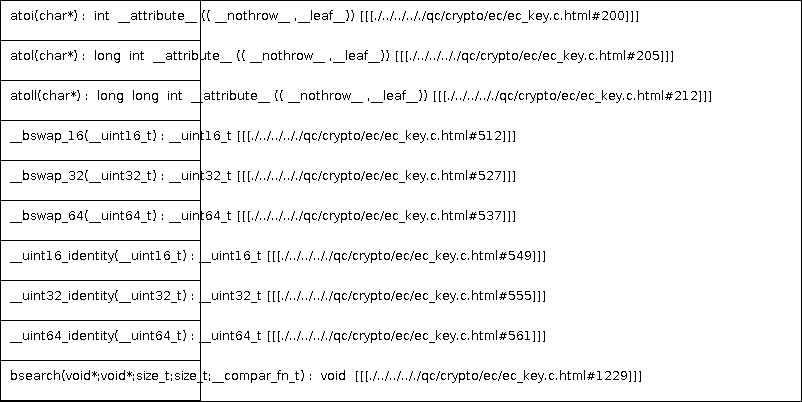 atoi(char*) : int __attribute__ (( __nothrow__ ,__leaf__)) [[[./../../././qc/crypto/ec/ec_key.c.html#200]]]
atol(char*) : long int __attribute__ (( __nothrow__ ,__leaf__)) [[[./../../././qc/crypto/ec/ec_key.c.html#205]]]
atoll(char*) : long long int __attribute__ (( __nothrow__ ,__leaf__)) [[[./../../././qc/crypto/ec/ec_key.c.html#212]]]
__bswap_16(__uint16_t) : __uint16_t [[[./../../././qc/crypto/ec/ec_key.c.html#512]]]
__bswap_32(__uint32_t) : __uint32_t [[[./../../././qc/crypto/ec/ec_key.c.html#527]]]
__bswap_64(__uint64_t) : __uint64_t [[[./../../././qc/crypto/ec/ec_key.c.html#537]]]
__uint16_identity(__uint16_t) : __uint16_t [[[./../../././qc/crypto/ec/ec_key.c.html#549]]]
__uint32_identity(__uint32_t) : __uint32_t [[[./../../././qc/crypto/ec/ec_key.c.html#555]]]
__uint64_identity(__uint64_t) : __uint64_t [[[./../../././qc/crypto/ec/ec_key.c.html#561]]]
bsearch(void*;void*;size_t;size_t;__compar_fn_t) : void [[[./../../././qc/crypto/ec/ec_key.c.html#1229]]]